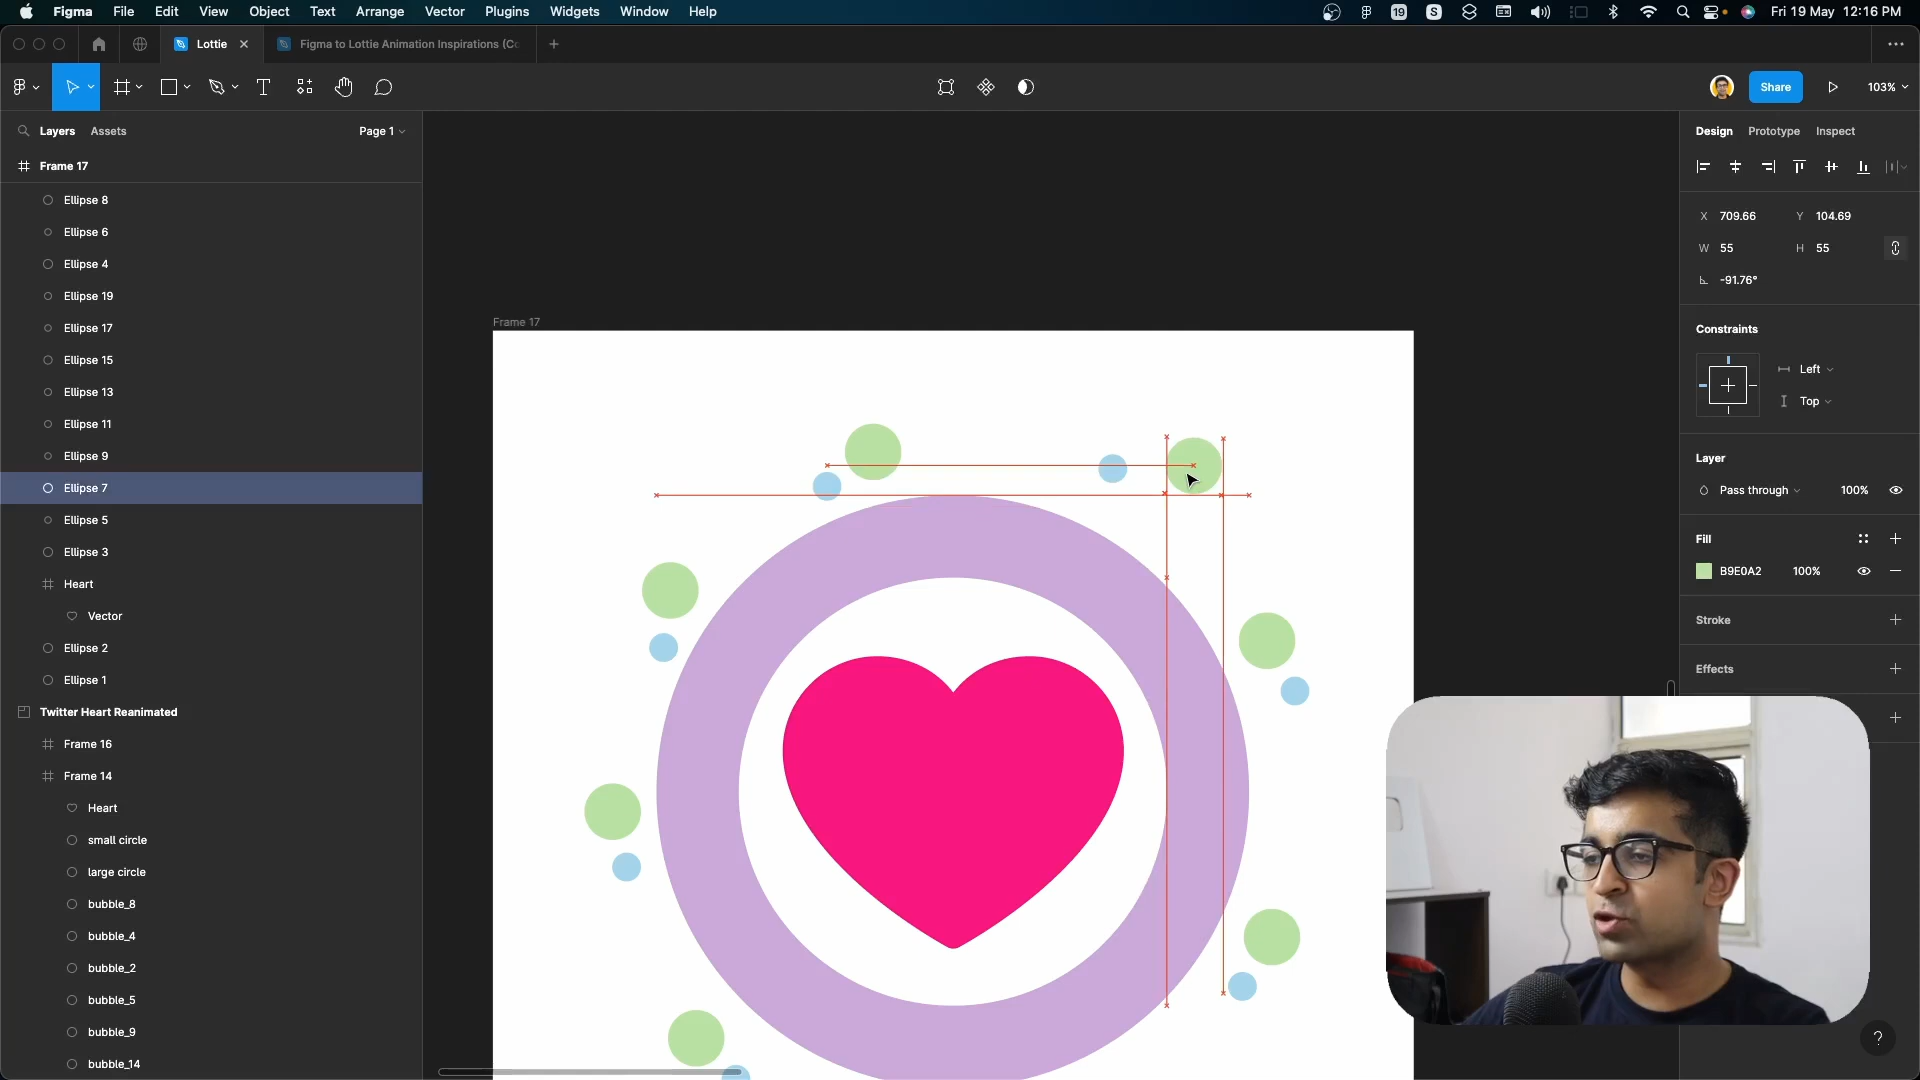 Figma File Edit View Object Text Arrange Vector Plugins Widgets Window Help 19 S Fri 19 May 12:16 PM
Lottie Figma to Lottie Animation Inspirations (Co
Share 103%
Layers Assets Page 1 Design Prototype Inspect
Frame 17
Ellipse 8
Ellipse 6
Ellipse 4
Ellipse 19
Ellipse 17
Ellipse 15
Ellipse 13
Ellipse 11
Ellipse 9
Ellipse 7
Ellipse 5
Ellipse 3
Heart
Vector
Ellipse 2
Ellipse 1
Twitter Heart Reanimated
Frame 16
Frame 14
Heart
small circle
large circle
bubble_8
bubble_4
bubble_2
bubble_5
bubble_9
bubble_14
Frame 17
X 709.66 Y 104.69
W 55 H 55
-91.76°
Constraints
Left
Top
Layer
Pass through 100%
Fill
B9E0A2 100%
Stroke
Effects
?